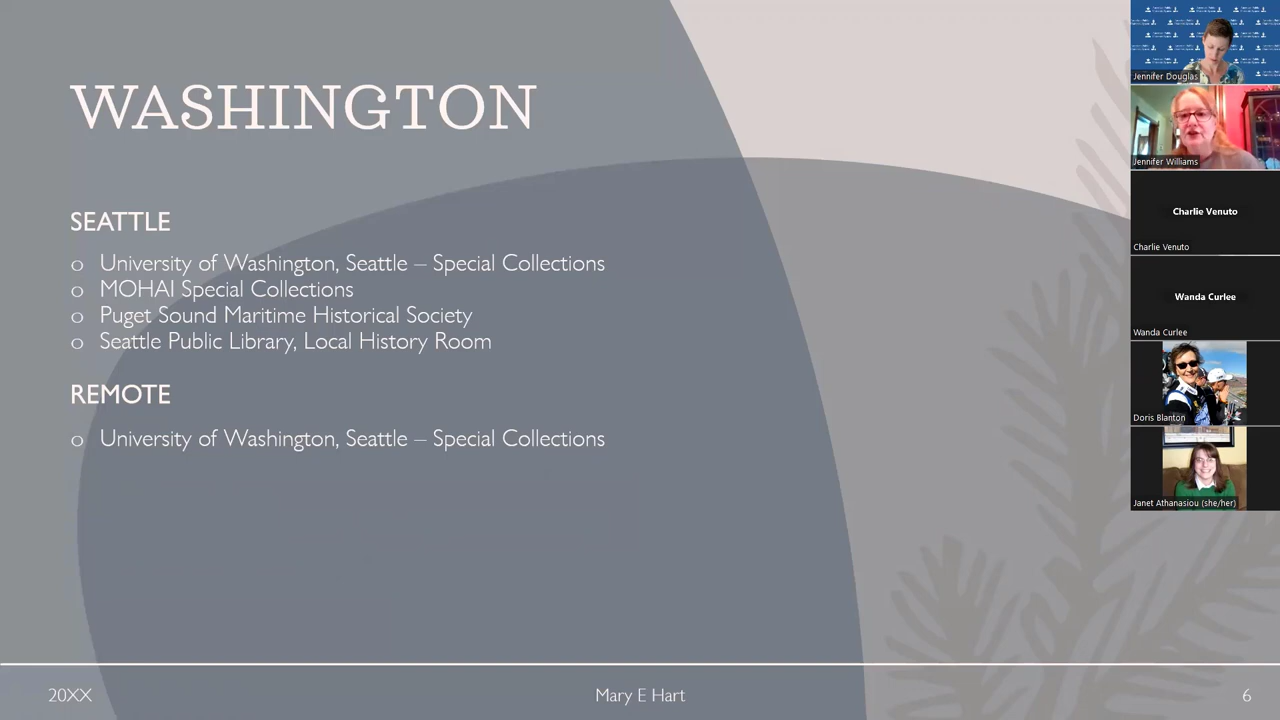 WASHINGTON
SEATTLE
o University of Washington, Seattle – Special Collections
o MOHAI Special Collections
o Puget Sound Maritime Historical Society
o Seattle Public Library, Local History Room
REMOTE
o University of Washington, Seattle – Special Collections
20XX
Mary E Hart
6
Jennifer Douglas
Jennifer Williams
Charlie Venuto
Charlie Venuto
Wanda Curlee
Wanda Curlee
Doris Blanton
Janet Athanasiou (she/her)